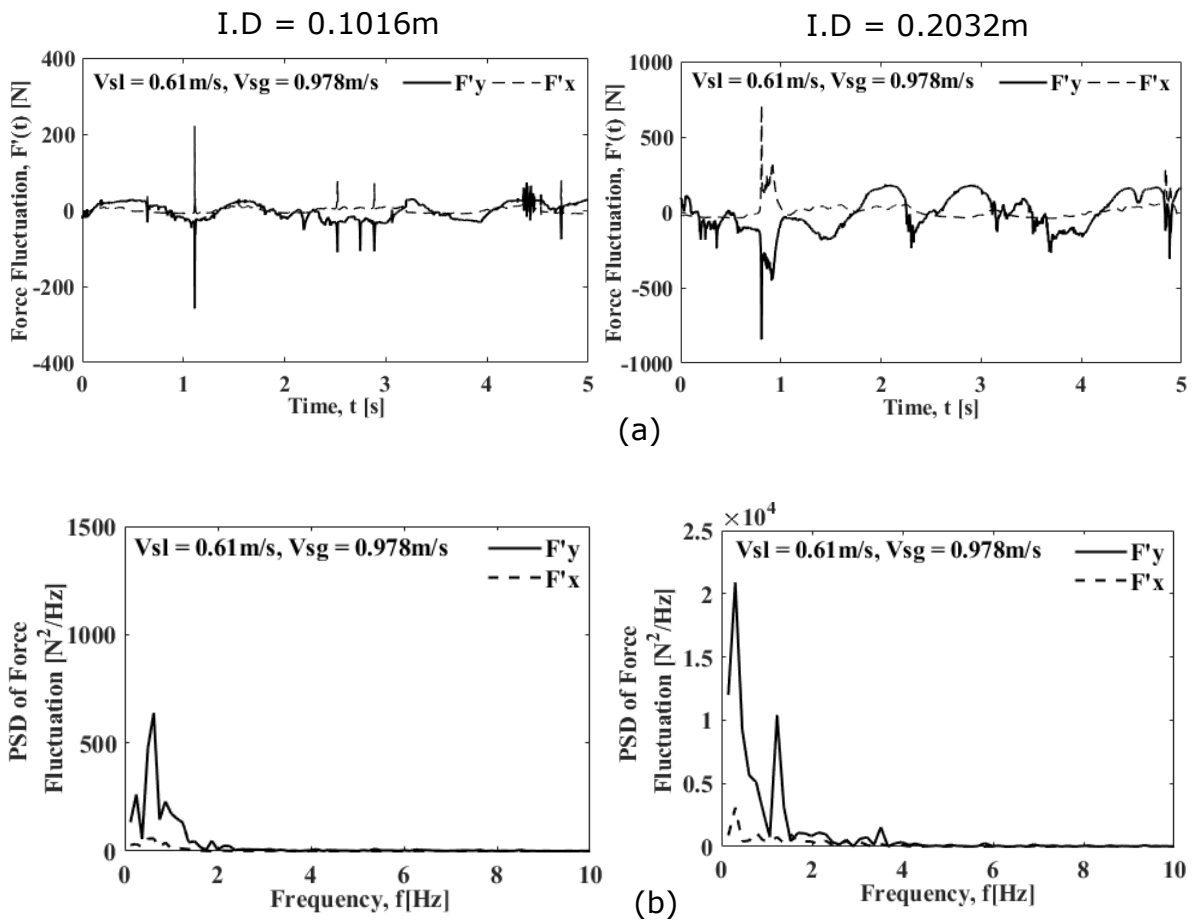 I.D = 0.1016m
I.D = 0.2032m
400
200
0
-200
-400
Force Fluctuation, F'(t) [N]
Vsl = 0.61m/s, Vsg = 0.978m/s
F'y
F'x
0
1
2
3
4
5
Time, t [s]
1000
500
0
-500
-1000
Force Fluctuation, F'(t) [N]
Vsl = 0.61m/s, Vsg = 0.978m/s
F'y
F'x
0
1
2
3
4
5
Time, t [s]
(a)
1500
1000
500
0
PSD of Force
Fluctuation [N²/Hz]
Vsl = 0.61m/s, Vsg = 0.978m/s
F'y
F'x
0
2
4
6
8
10
Frequency, f[Hz]
×10⁴
2.5
2
1.5
1
0.5
0
PSD of Force
Fluctuation [N²/Hz]
Vsl = 0.61m/s, Vsg = 0.978m/s
F'y
F'x
0
2
4
6
8
10
Frequency, f[Hz]
(b)